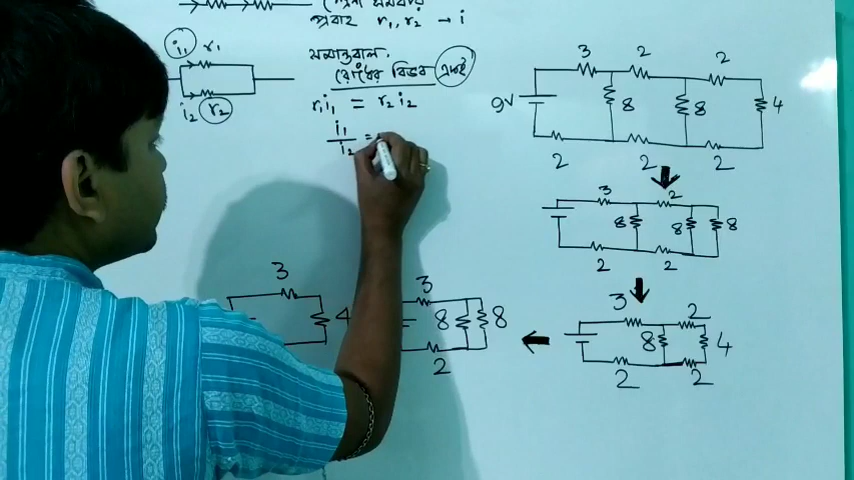 প্রবাহ r₁, r₂ → i
i₁ r₁
i₂ r₂
সমান্তরাল.
রোধের বিভব একই
r₁i₁ = r₂i₂
i₁
i₂ =
3 2 2
9V 8 8 4
2 2 2
3 2
8 8 8
2 2
3 2
8 4
2 2
3
8 8
2
3
4